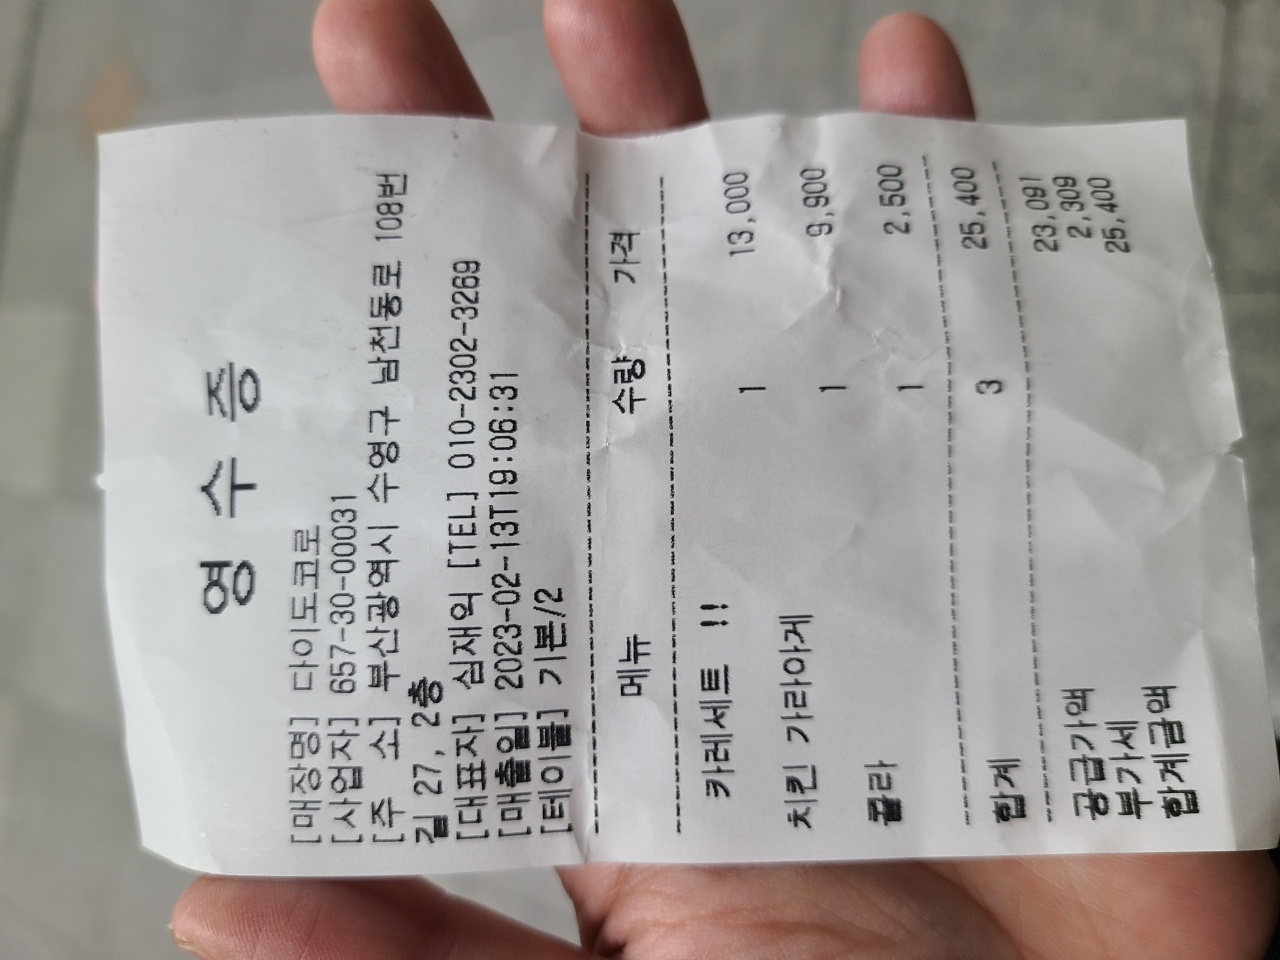 영 수 증
[매장명] 다이도코로
[사업자] 657-30-00031
[주 소] 부산광역시 수영구 남천동로 108번
길 27, 2층
[대표자] 심재익 [TEL] 010-2302-3269
[매출일] 2023-02-13T19:06:31
[테이블] 기본/2
메뉴 수량 가격
카레세트 !! 1 13,000
치킨 가라아게 1 9,900
콜라 1 2,500
합계 3 25,400
공급가액 23,091
부가세 2,309
합계금액 25,400